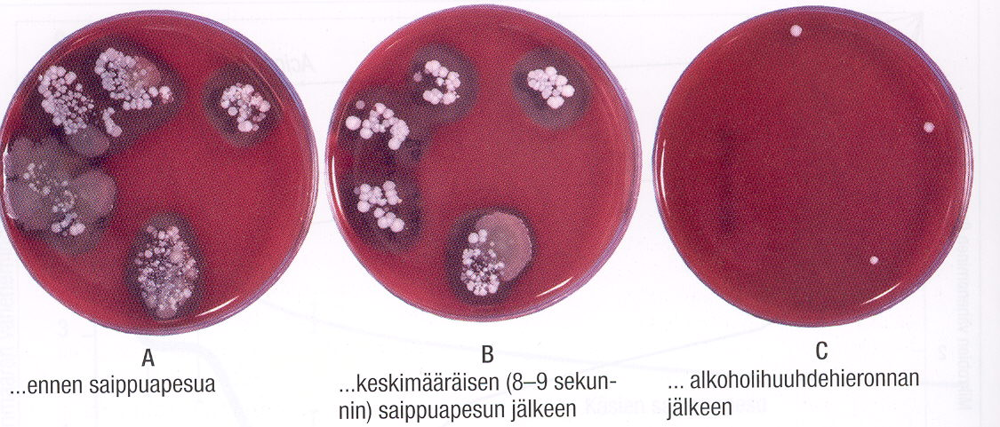 A
...ennen saippuapesua
B
...keskimääräisen (8–9 sekun-
nin) saippuapesun jälkeen
C
... alkoholihuuhdehieronnan
jälkeen